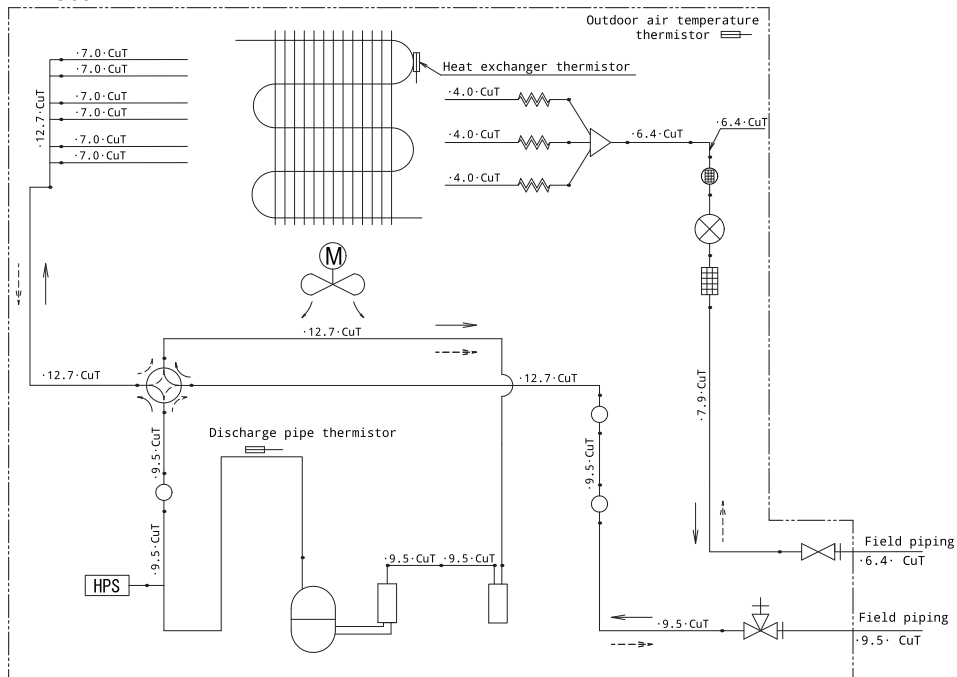 Outdoor air temperature
thermistor
·7.0·CuT
·7.0·CuT
·7.0·CuT
·7.0·CuT
·7.0·CuT
·7.0·CuT
·12.7·CuT
Heat exchanger thermistor
·4.0·CuT
·4.0·CuT
·4.0·CuT
·6.4·CuT
·6.4·CuT
M
·12.7·CuT
·12.7·CuT
·12.7·CuT
·7.9·CuT
Discharge pipe thermistor
·9.5·CuT
·9.5·CuT
·9.5·CuT
·9.5·CuT ·9.5·CuT
HPS
Field piping
·6.4· CuT
·9.5·CuT
Field piping
·9.5· CuT